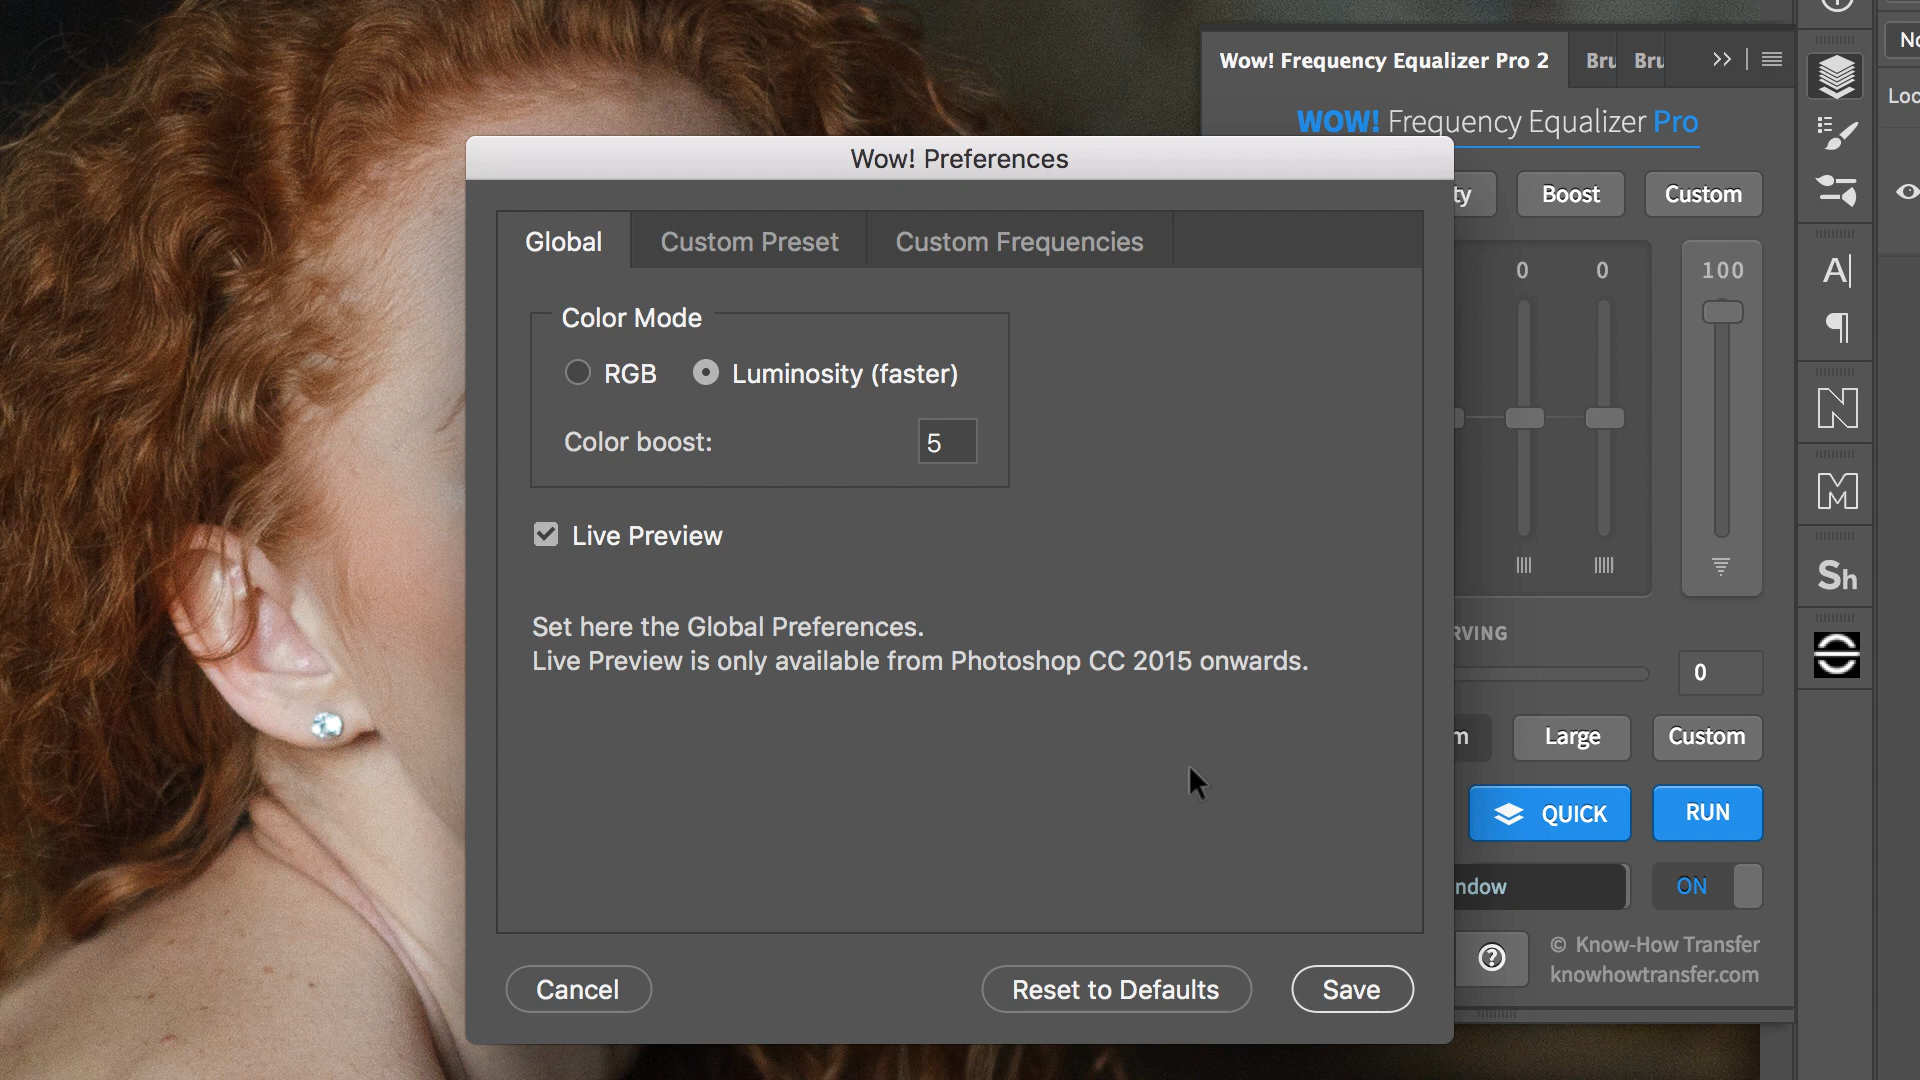 Wow! Frequency Equalizer Pro 2
Bru
Bru
WOW! Frequency Equalizer Pro
Wow! Preferences
ty
Boost
Custom
Global
Custom Preset
Custom Frequencies
0
0
100
Color Mode
RGB
Luminosity (faster)
Color boost:
5
Live Preview
Set here the Global Preferences.
Live Preview is only available from Photoshop CC 2015 onwards.
RVING
0
m
Large
Custom
QUICK
RUN
ndow
ON
© Know-How Transfer
knowhowtransfer.com
Cancel
Reset to Defaults
Save
No
Loc
A
N
M
Sh